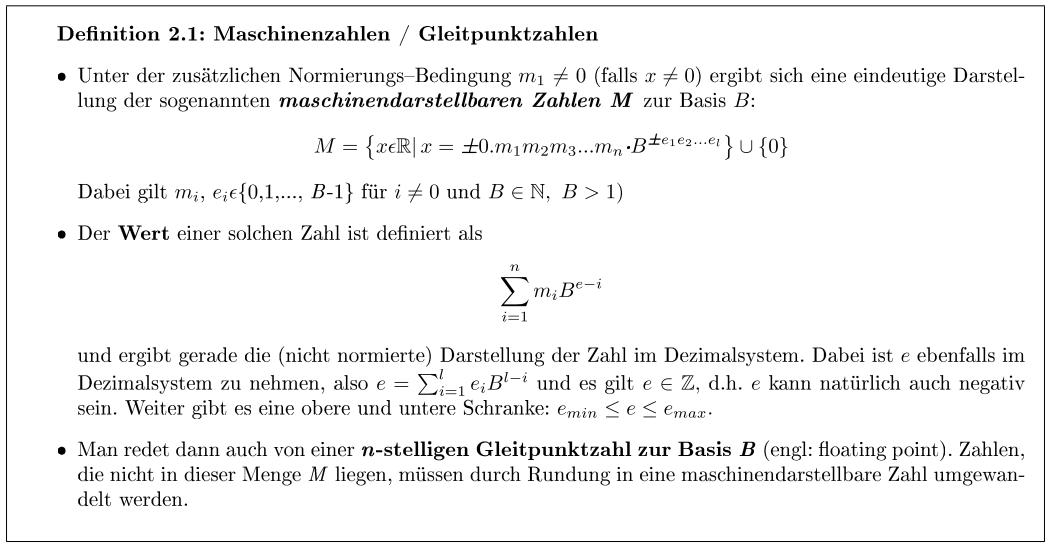 Definition 2.1: Maschinenzahlen / Gleitpunktzahlen
• Unter der zusätzlichen Normierungs–Bedingung m₁ ≠ 0 (falls x ≠ 0) ergibt sich eine eindeutige Darstel-
lung der sogenannten maschinendarstellbaren Zahlen M zur Basis B:
M = {xϵℝ| x = ±0.m₁m₂m₃...mₙ·B^{±e₁e₂...e_l}} ∪ {0}
Dabei gilt m_i, e_iϵ{0,1,..., B-1} für i ≠ 0 und B ∈ ℕ, B > 1)
• Der Wert einer solchen Zahl ist definiert als
∑_{i=1}^{n} m_i B^{e−i}
und ergibt gerade die (nicht normierte) Darstellung der Zahl im Dezimalsystem. Dabei ist e ebenfalls im
Dezimalsystem zu nehmen, also e = ∑_{i=1}^{l} e_i B^{l−i} und es gilt e ∈ ℤ, d.h. e kann natürlich auch negativ
sein. Weiter gibt es eine obere und untere Schranke: e_{min} ≤ e ≤ e_{max}.
• Man redet dann auch von einer n-stelligen Gleitpunktzahl zur Basis B (engl: floating point). Zahlen,
die nicht in dieser Menge M liegen, müssen durch Rundung in eine maschinendarstellbare Zahl umgewan-
delt werden.